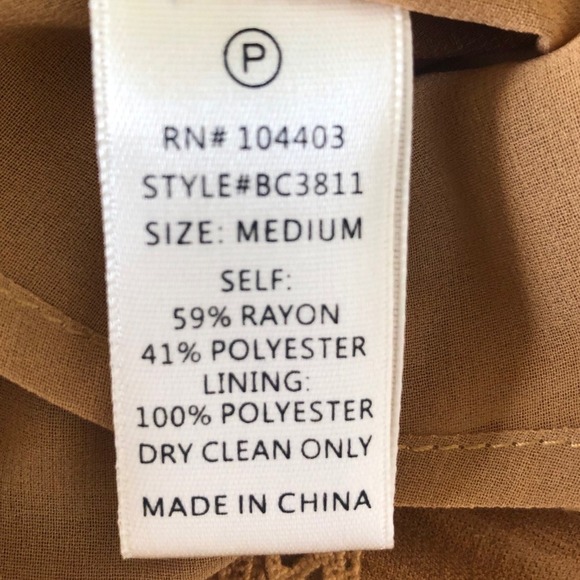 P
RN# 104403
STYLE#BC3811
SIZE: MEDIUM
SELF:
59% RAYON
41% POLYESTER
LINING:
100% POLYESTER
DRY CLEAN ONLY
MADE IN CHINA